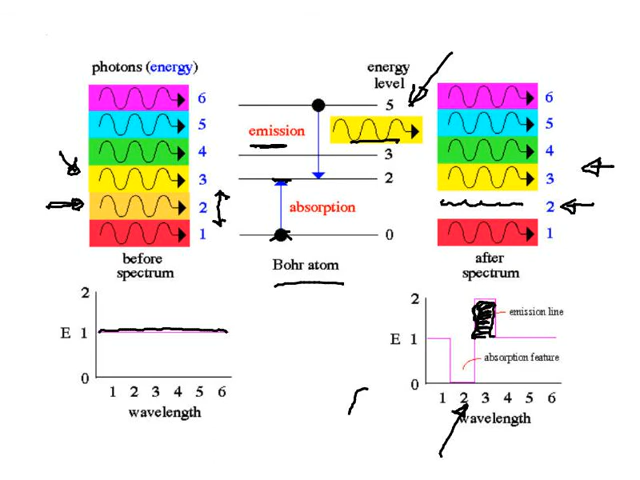 photons (energy)
6
5
4
3
2
1
before
spectrum
energy
level
5
emission
3
2
absorption
0
Bohr atom
6
5
4
3
2
1
after
spectrum
2
E 1
0
1 2 3 4 5 6
wavelength
2
emission line
E 1
absorption feature
0
1 2 3 4 5 6
wavelength